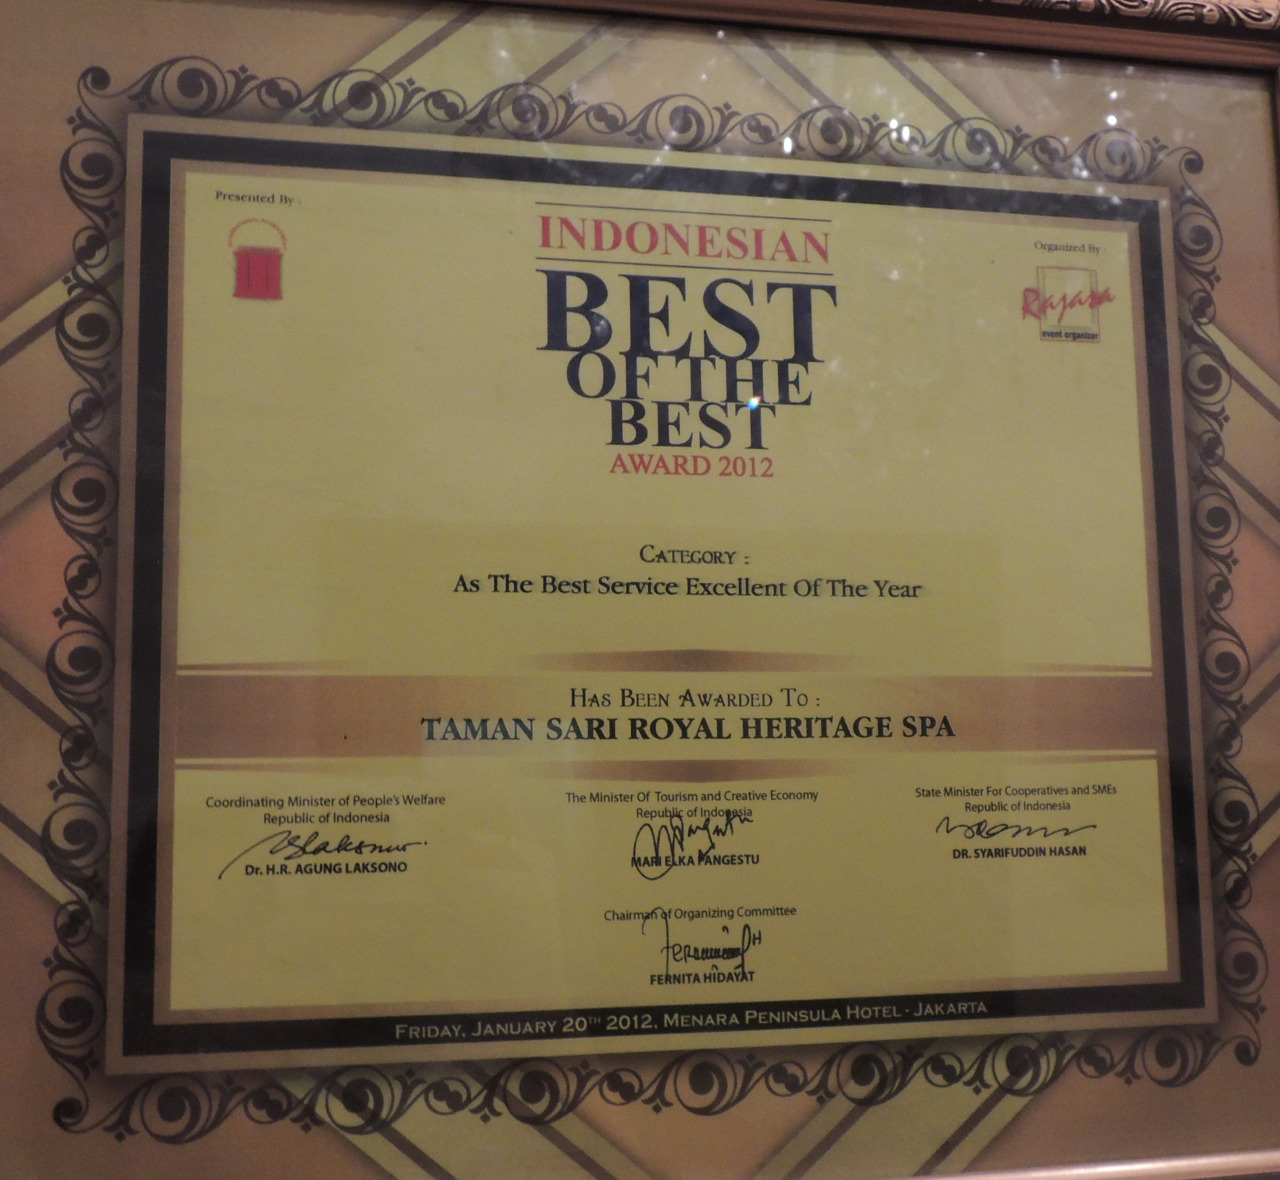 Presented By :
INDONESIAN
BEST
OF THE
BEST
AWARD 2012
Organized By :
Rajasa
event organizer
CATEGORY :
As The Best Service Excellent Of The Year
HAS BEEN AWARDED TO :
TAMAN SARI ROYAL HERITAGE SPA
Coordinating Minister of People's Welfare
Republic of Indonesia
Dr. H.R. AGUNG LAKSONO
The Minister Of Tourism and Creative Economy
Republic of Indonesia
MARI ELKA PANGESTU
State Minister For Cooperatives and SMEs
Republic of Indonesia
DR. SYARIFUDDIN HASAN
Chairman of Organizing Committee
FERNITA HIDAYAT
FRIDAY, JANUARY 20TH 2012, MENARA PENINSULA HOTEL - JAKARTA